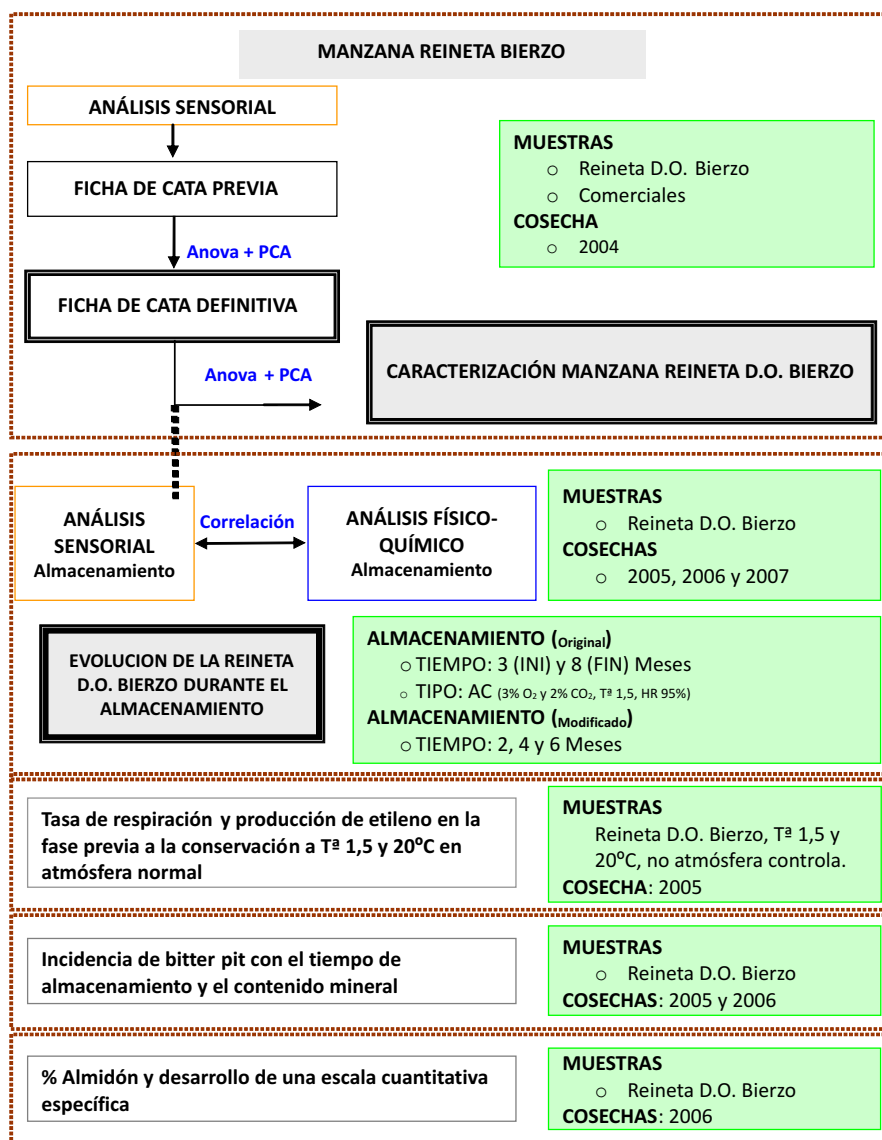 MANZANA REINETA BIERZO
ANÁLISIS SENSORIAL
FICHA DE CATA PREVIA
Anova + PCA
FICHA DE CATA DEFINITIVA
Anova + PCA
MUESTRAS
o Reineta D.O. Bierzo
o Comerciales
COSECHA
o 2004
CARACTERIZACIÓN MANZANA REINETA D.O. BIERZO
ANÁLISIS
SENSORIAL
Almacenamiento
Correlación
ANÁLISIS FÍSICO-
QUÍMICO
Almacenamiento
MUESTRAS
o Reineta D.O. Bierzo
COSECHAS
o 2005, 2006 y 2007
EVOLUCION DE LA REINETA
D.O. BIERZO DURANTE EL
ALMACENAMIENTO
ALMACENAMIENTO (Original)
o TIEMPO: 3 (INI) y 8 (FIN) Meses
o TIPO: AC (3% O₂ y 2% CO₂, Tª 1,5, HR 95%)
ALMACENAMIENTO (Modificado)
o TIEMPO: 2, 4 y 6 Meses
Tasa de respiración y producción de etileno en la
fase previa a la conservación a Tª 1,5 y 20ºC en
atmósfera normal
MUESTRAS
Reineta D.O. Bierzo, Tª 1,5 y
20ºC, no atmósfera controla.
COSECHA: 2005
Incidencia de bitter pit con el tiempo de
almacenamiento y el contenido mineral
MUESTRAS
o Reineta D.O. Bierzo
COSECHAS: 2005 y 2006
% Almidón y desarrollo de una escala cuantitativa
específica
MUESTRAS
o Reineta D.O. Bierzo
COSECHAS: 2006